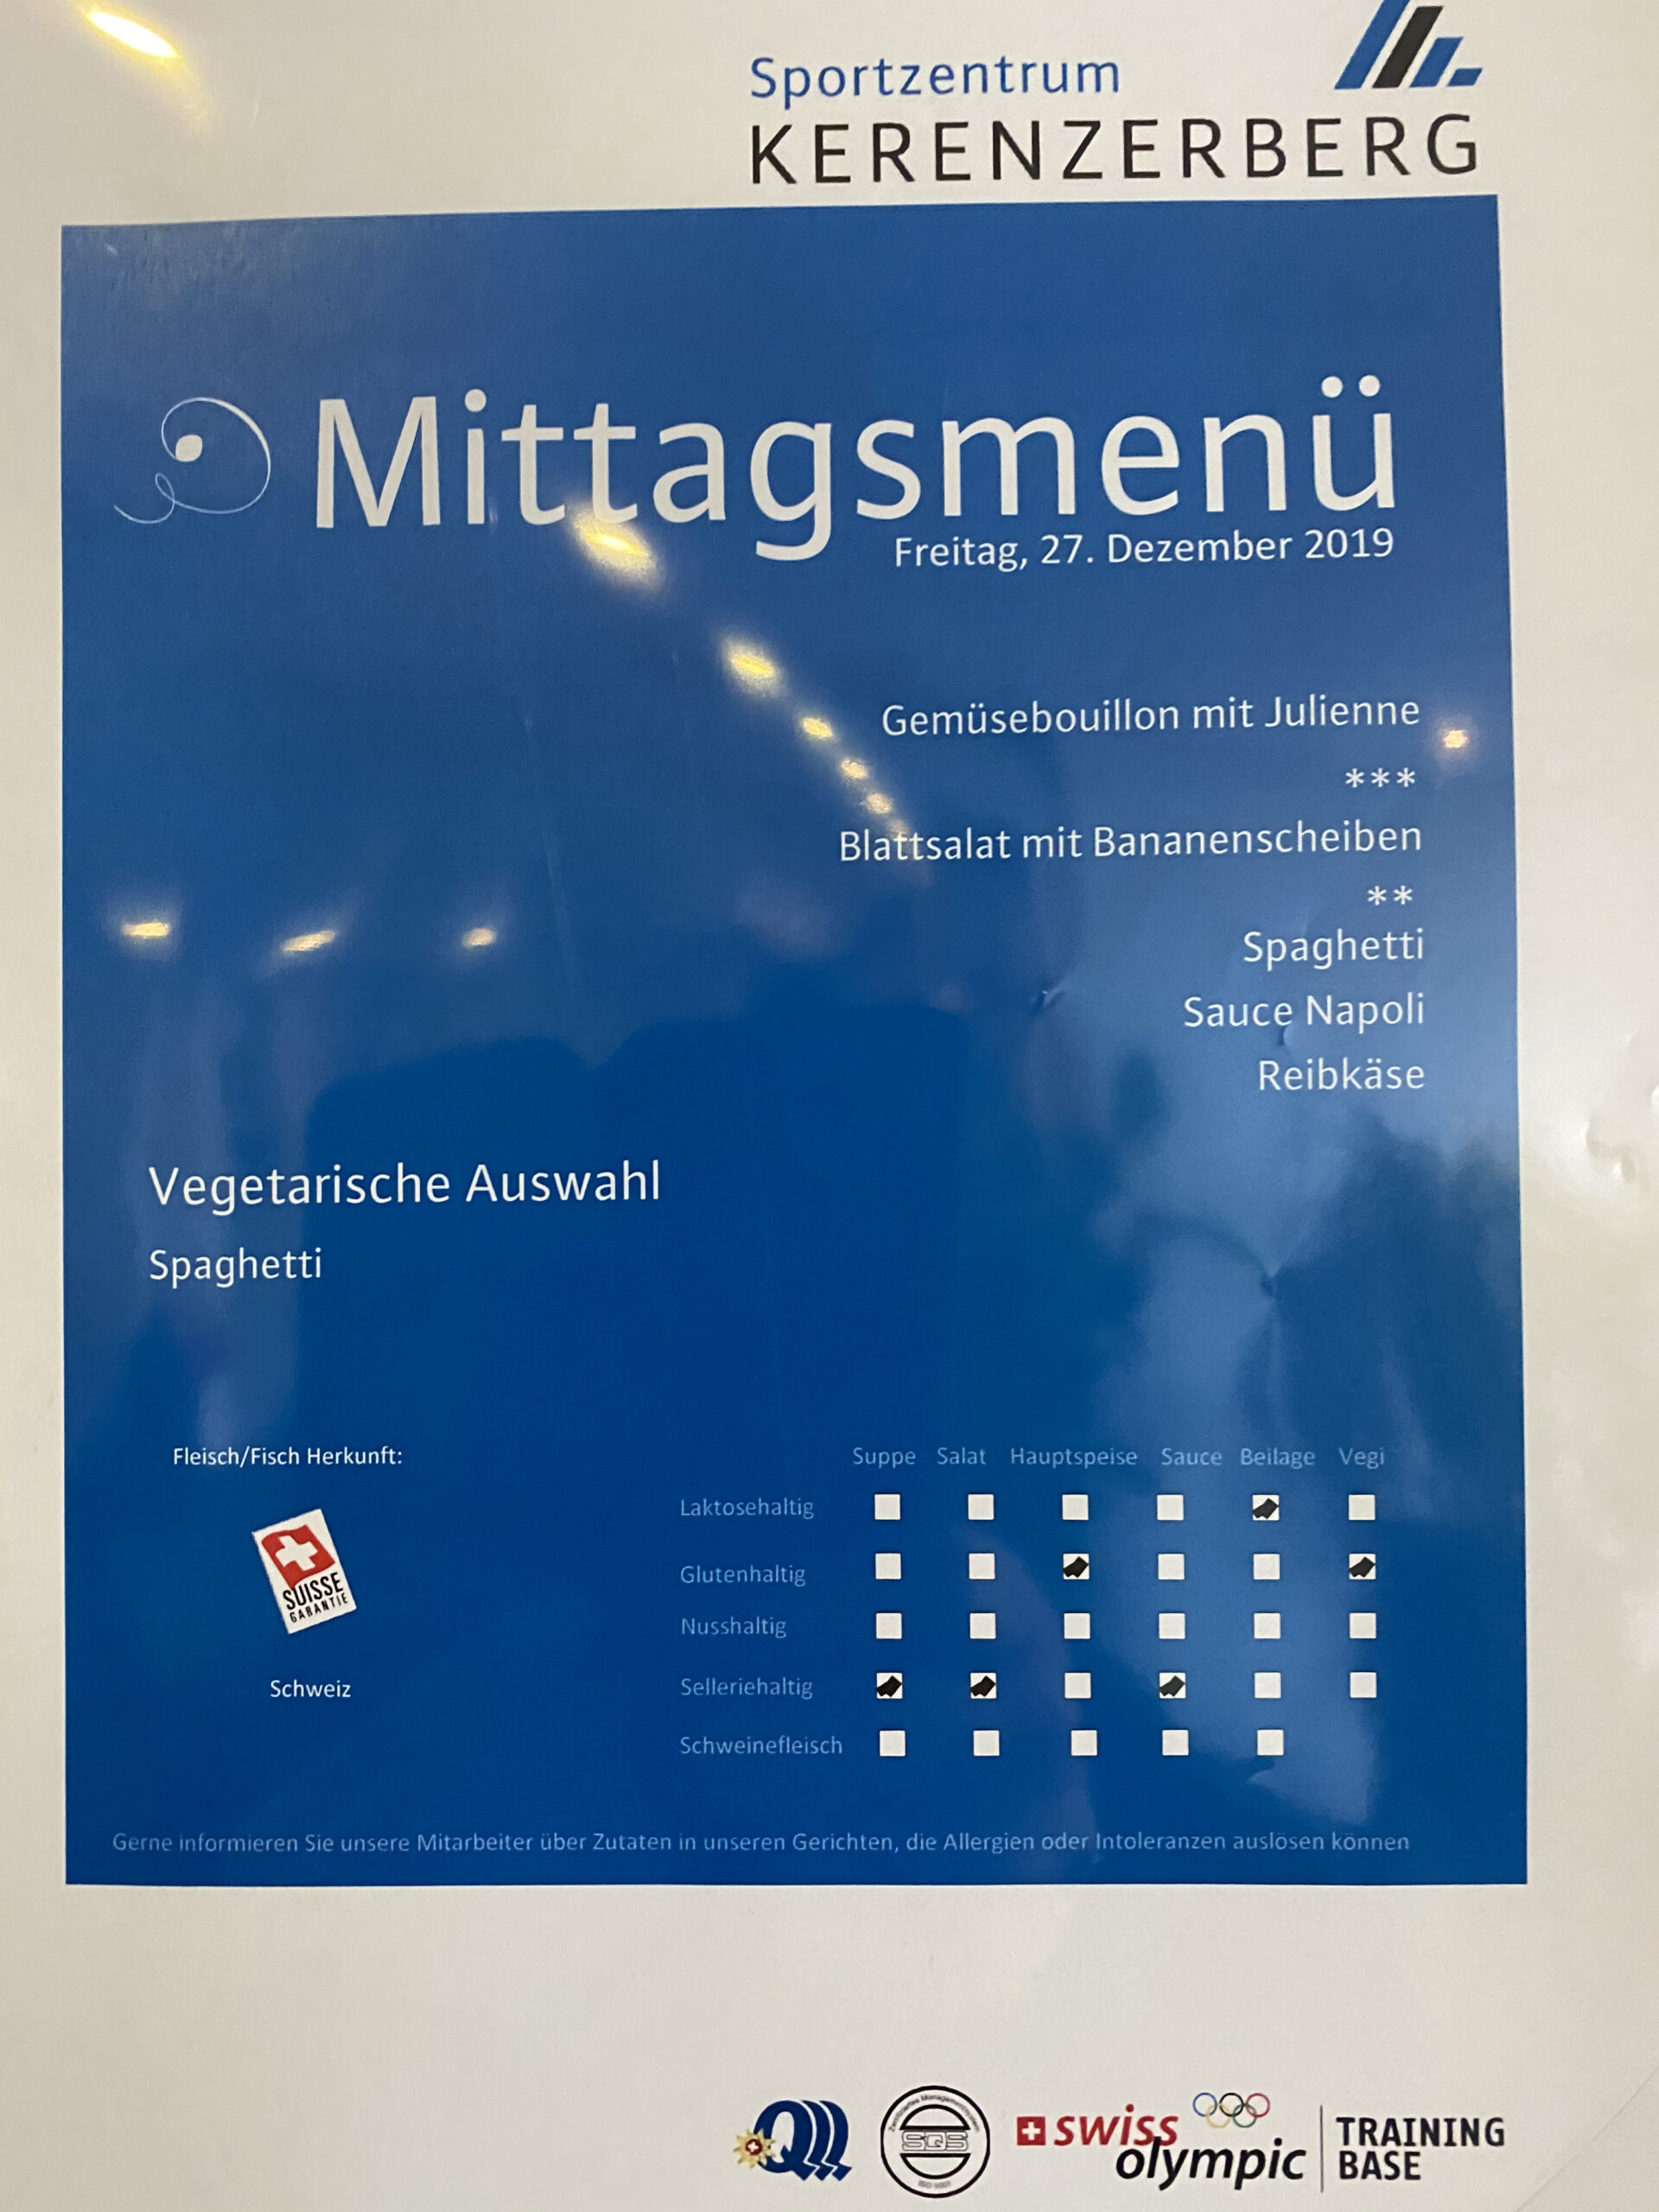 Sportzentrum
KERENZERBERG
Mittagsmenü
Freitag, 27. Dezember 2019
Gemüsebouillon mit Julienne
***
Blattsalat mit Bananenscheiben
**
Spaghetti
Sauce Napoli
Reibkäse
Vegetarische Auswahl
Spaghetti
Fleisch/Fisch Herkunft:
SUISSE
GARANTIE
Schweiz
Suppe Salat Hauptspeise Sauce Beilage Vegi
Laktosehaltig
Glutenhaltig
Nusshaltig
Selleriehaltig
Schweinefleisch
Gerne informieren Sie unsere Mitarbeiter über Zutaten in unseren Gerichten, die Allergien oder Intoleranzen auslösen können
Q
SQS
swiss
olympic
TRAINING
BASE